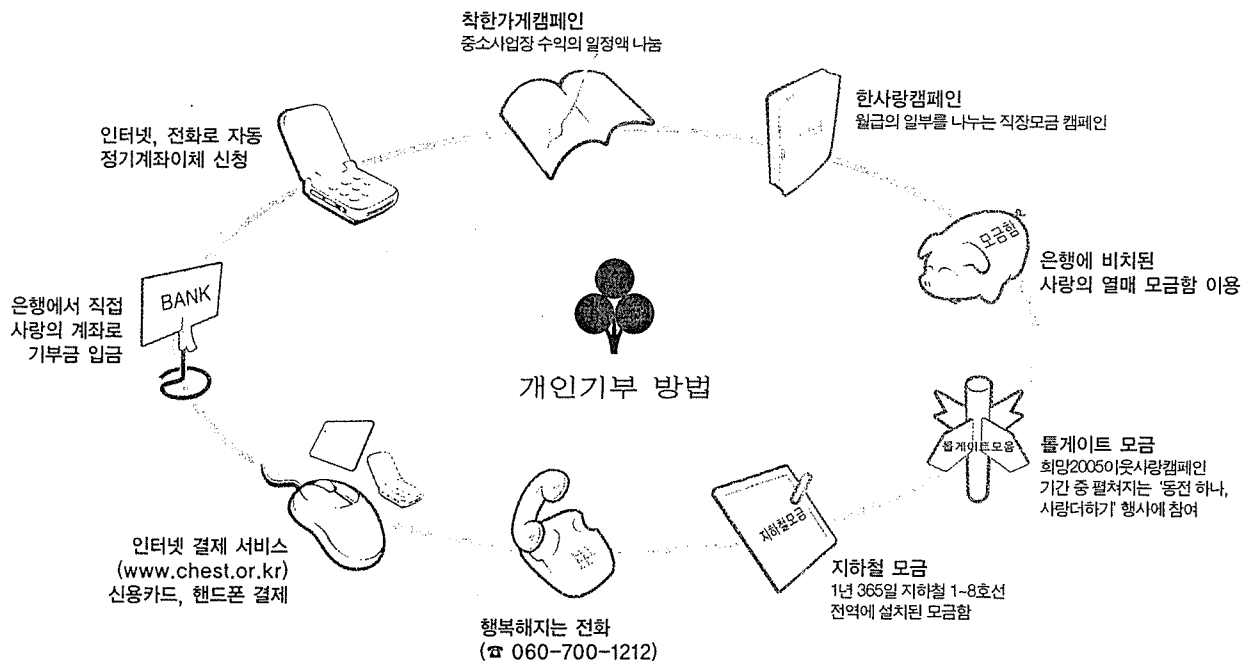 착한가게캠페인
중소사업장 수익의 일정액 나눔
한사랑캠페인
월급의 일부를 나누는 직장모금 캠페인
모금함
은행에 비치된
사랑의 열매 모금함 이용
톨게이트모음
톨게이트 모금
희망2005이웃사랑캠페인
기간 중 펼쳐지는 '동전 하나,
사랑더하기' 행사에 참여
지하철모금
지하철 모금
1년 365일 지하철 1~8호선
전역에 설치된 모금함
행복해지는 전화
(☎ 060-700-1212)
인터넷 결제 서비스
(www.chest.or.kr)
신용카드, 핸드폰 결제
BANK
은행에서 직접
사랑의 계좌로
기부금 입금
인터넷, 전화로 자동
정기계좌이체 신청
개인기부 방법